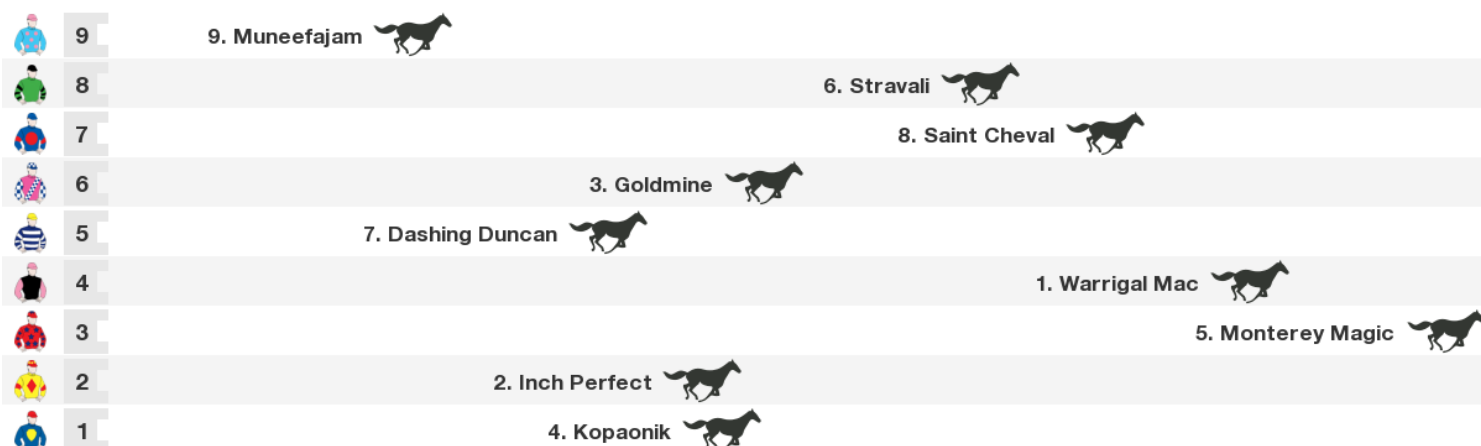 9 9. Muneefajam
8 6. Stravali
7 8. Saint Cheval
6 3. Goldmine
5 7. Dashing Duncan
4 1. Warrigal Mac
3 5. Monterey Magic
2 2. Inch Perfect
1 4. Kopaonik